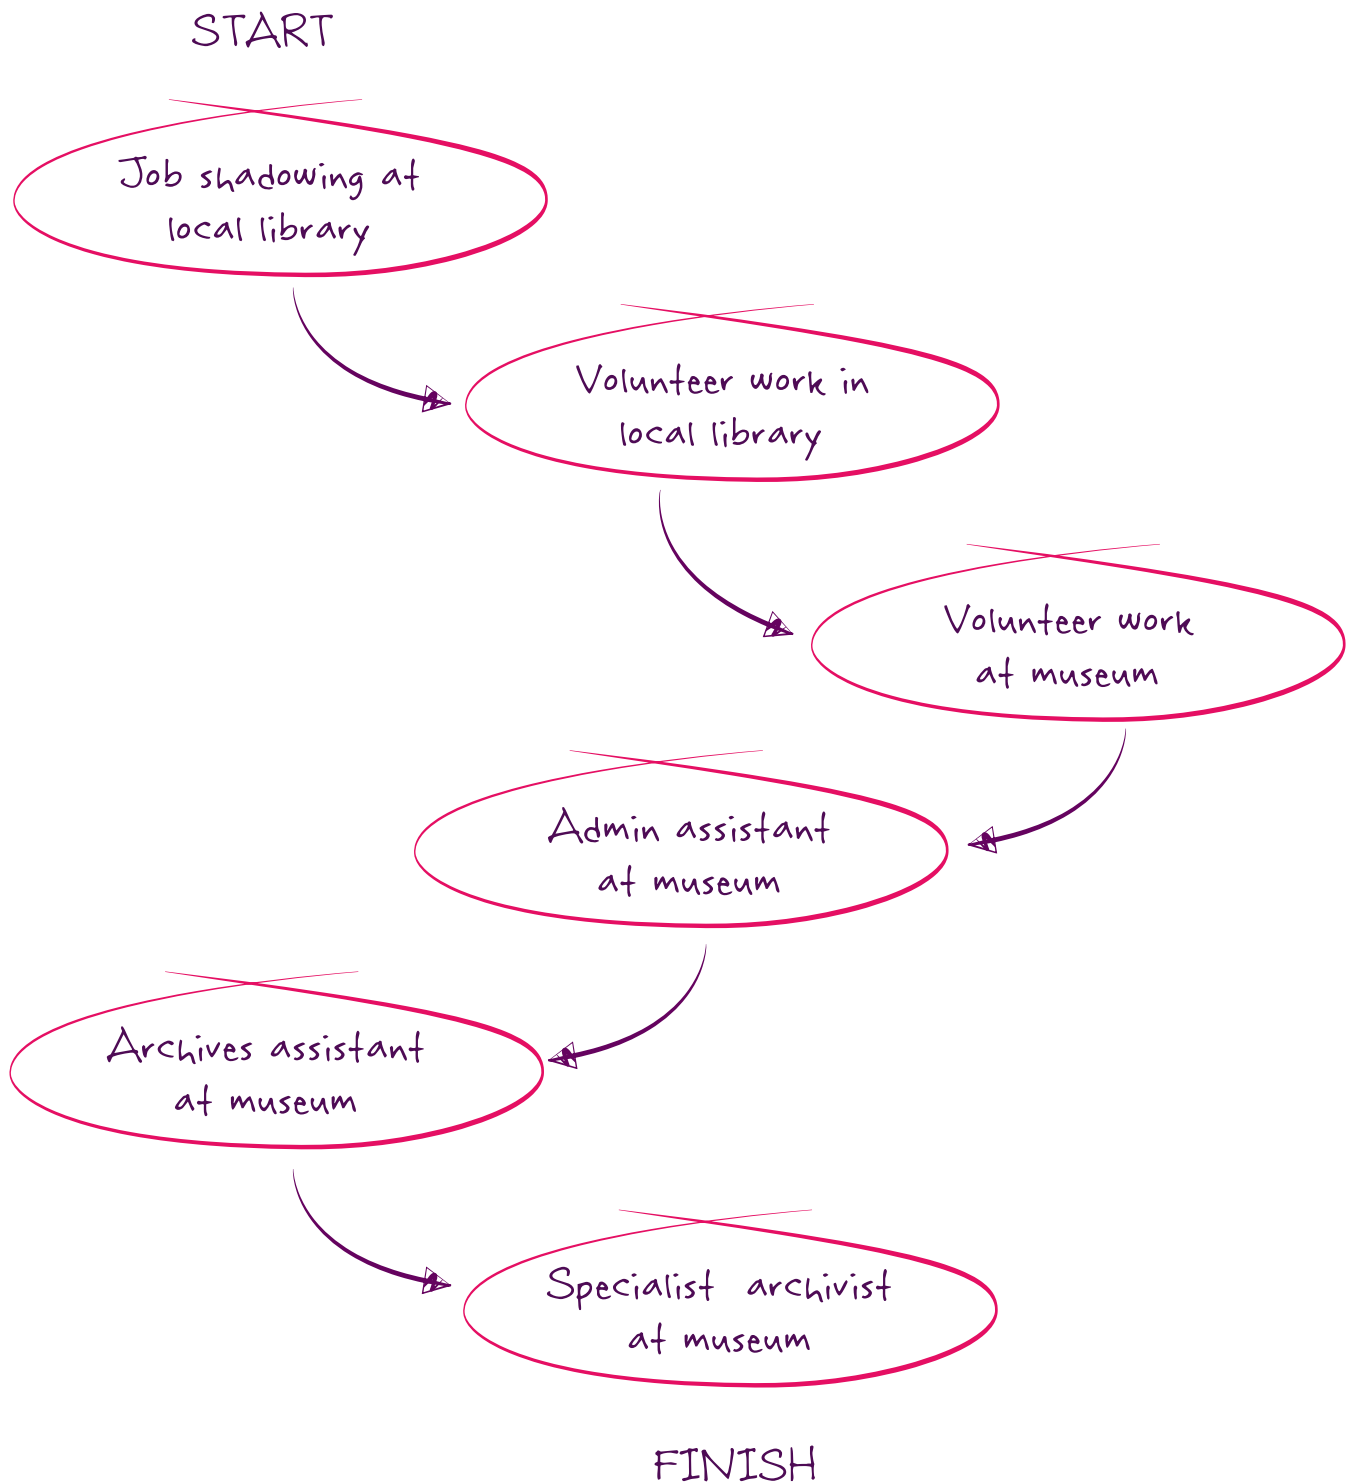 START
Job shadowing at
local library
Volunteer work in
local library
Volunteer work
at museum
Admin assistant
at museum
Archives assistant
at museum
Specialist archivist
at museum
FINISH